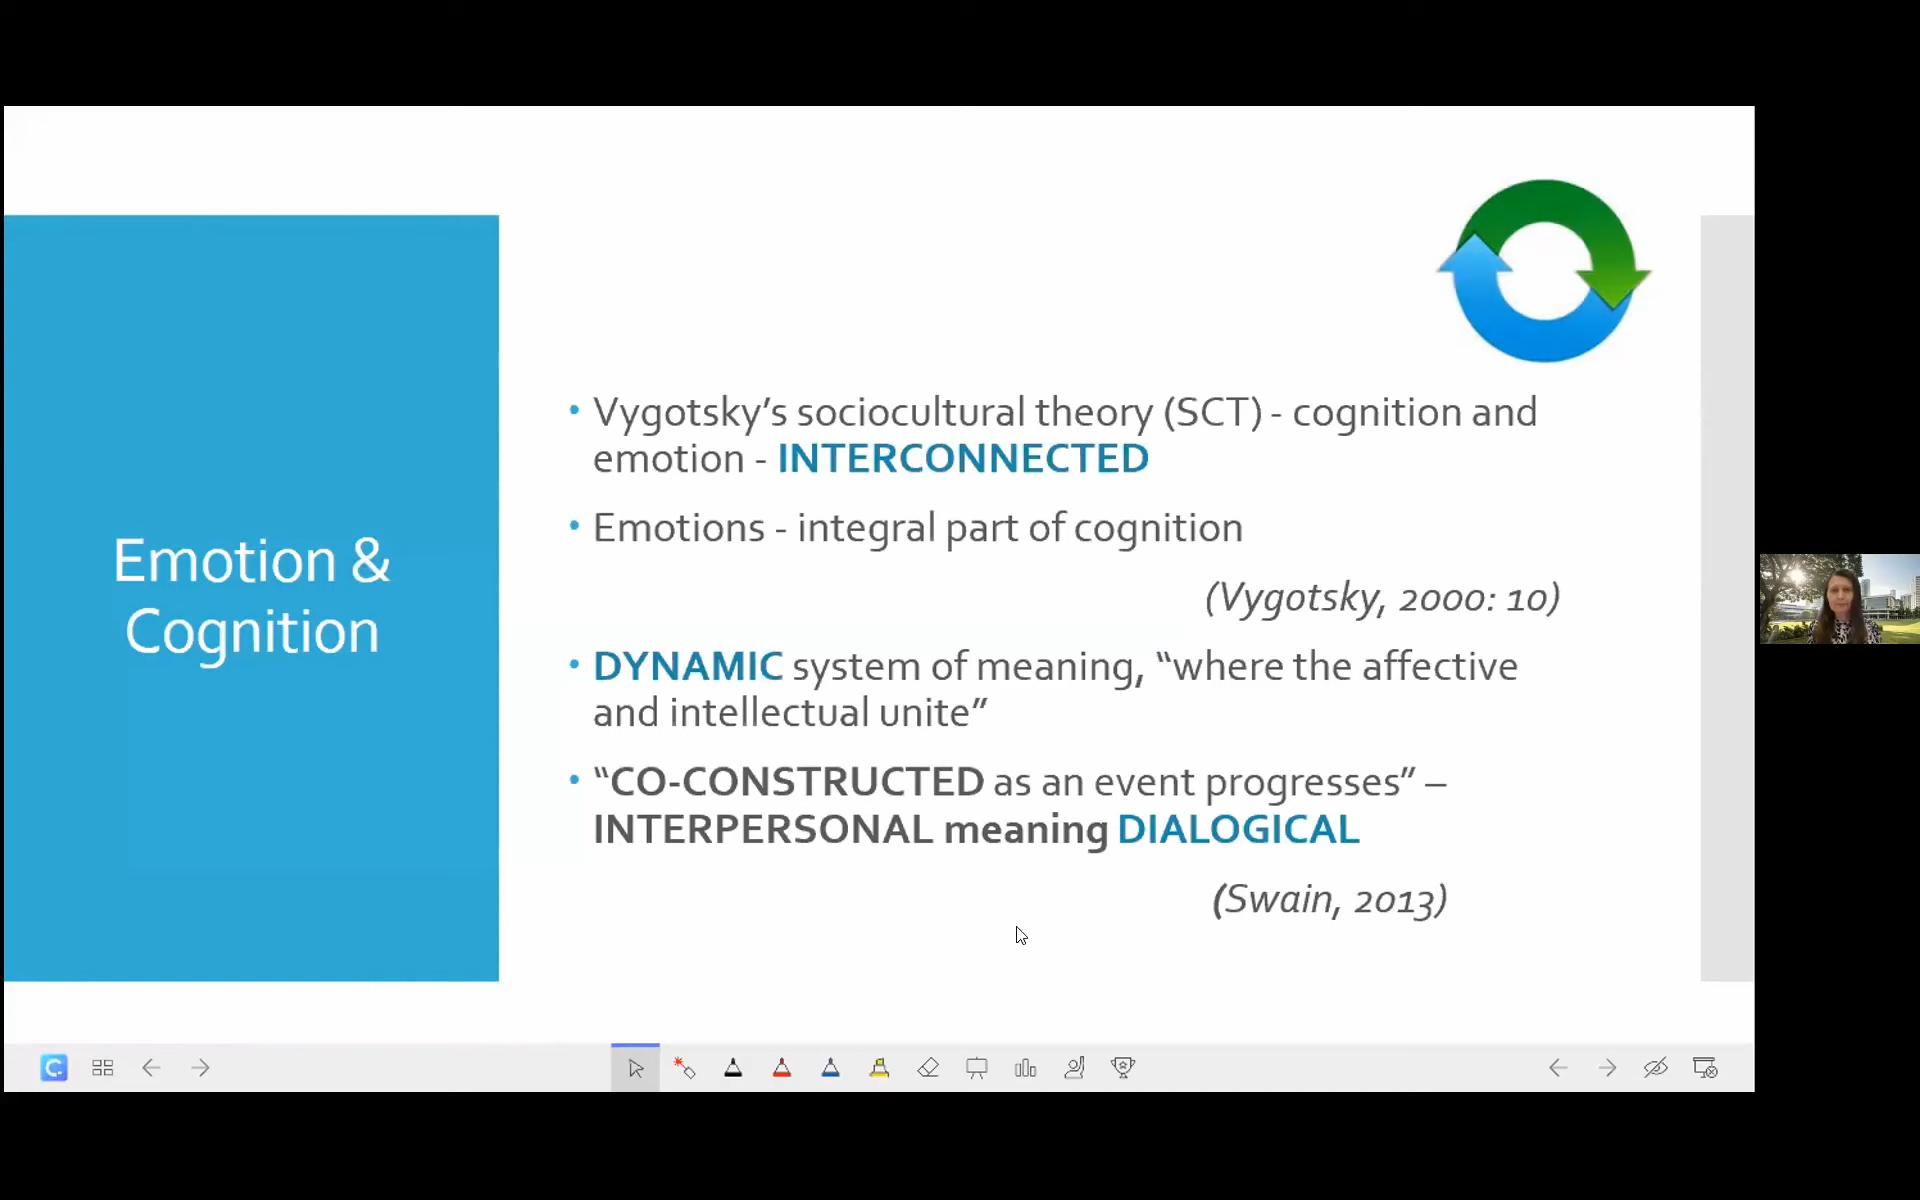 Emotion &
Cognition
• Vygotsky’s sociocultural theory (SCT) - cognition and
emotion - INTERCONNECTED
• Emotions - integral part of cognition
(Vygotsky, 2000: 10)
• DYNAMIC system of meaning, “where the affective
and intellectual unite”
• “CO-CONSTRUCTED as an event progresses” –
INTERPERSONAL meaning DIALOGICAL
(Swain, 2013)